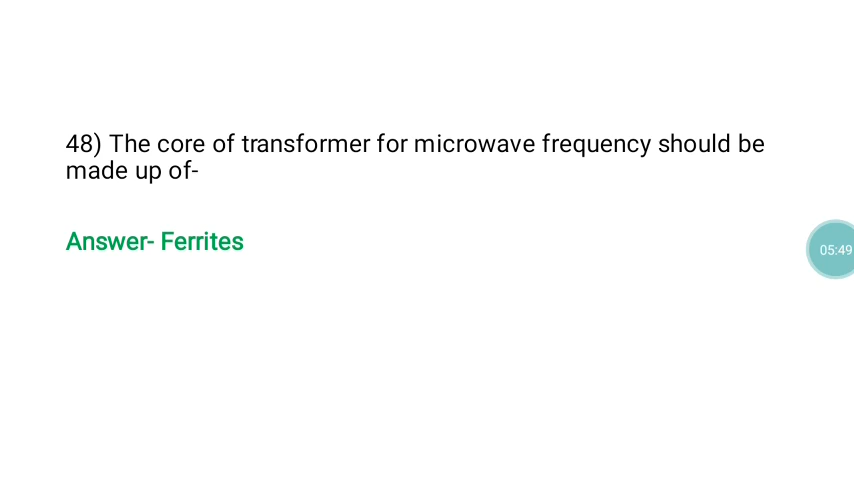 48) The core of transformer for microwave frequency should be
made up of-
Answer- Ferrites
05:49